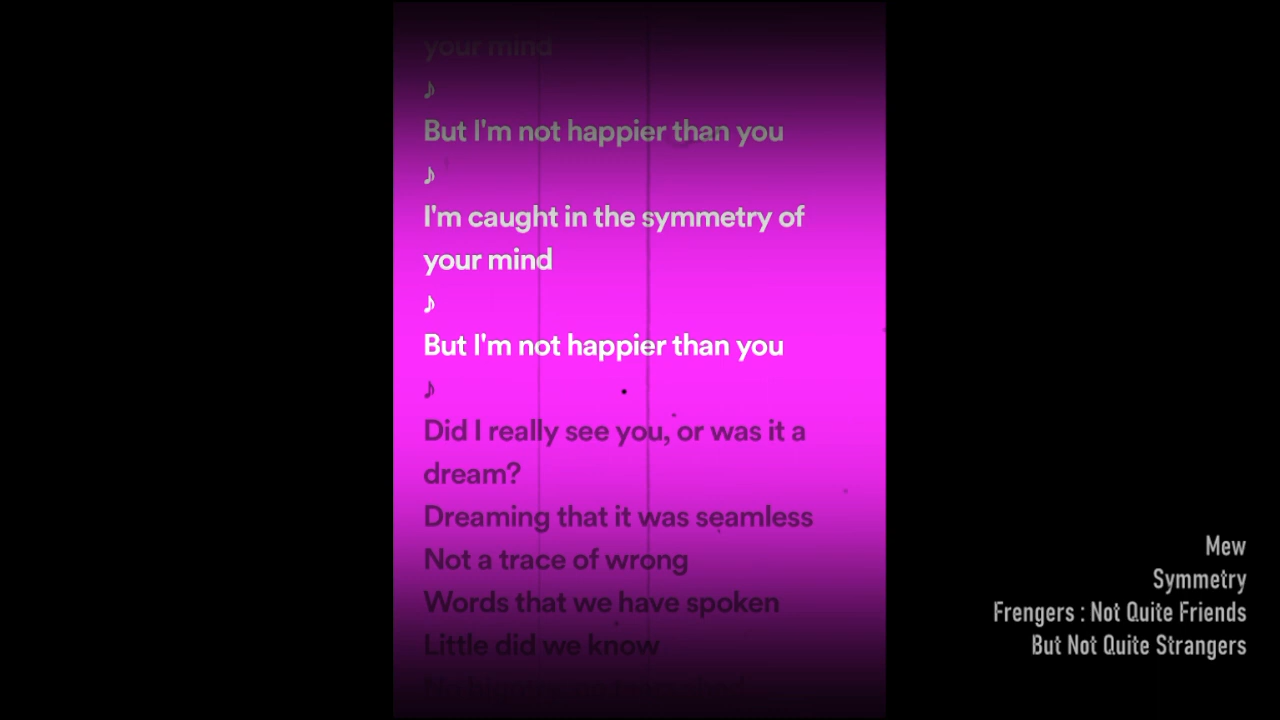 your mind
♪
But I'm not happier than you
♪
I'm caught in the symmetry of
your mind
♪
But I'm not happier than you
♪
Did I really see you, or was it a
dream?
Dreaming that it was seamless
Not a trace of wrong
Words that we have spoken
Little did we know
Mew
Symmetry
Frengers : Not Quite Friends
But Not Quite Strangers